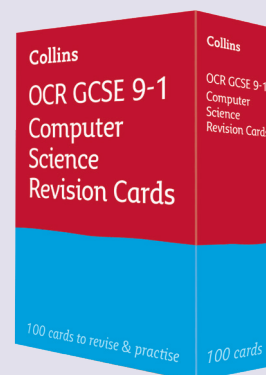 Collins
OCR GCSE 9-1
Computer
Science
Revision Cards
100 cards to revise & practise
Collins
OCR GCSE 9-1
Computer
Science
Revision Cards
100 cards